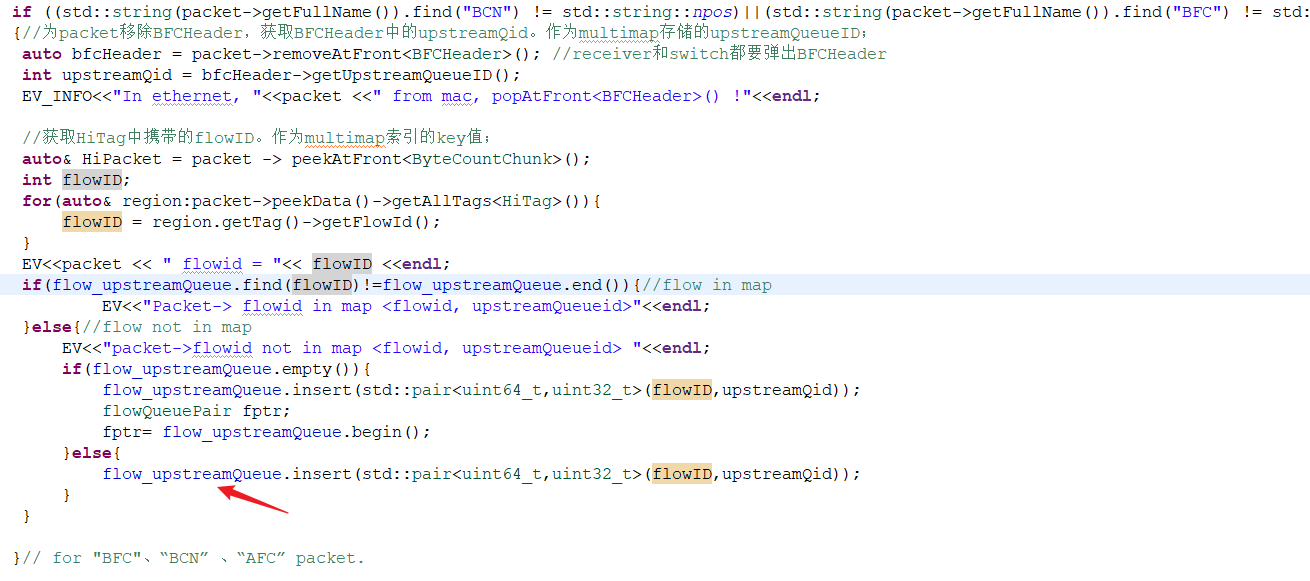 if ((std::string(packet->getFullName()).find("BCN") != std::string::npos)||(std::string(packet->getFullName()).find("BFC") != std:
{//为packet移除BFCHeader，获取BFCHeader中的upstreamQid。作为multimap存储的upstreamQueueID；
auto bfcHeader = packet->removeAtFront<BFCHeader>(); //receiver和switch都要弹出BFCHeader
int upstreamQid = bfcHeader->getUpstreamQueueID();
EV_INFO<<"In ethernet, "<<packet <<" from mac, popAtFront<BFCHeader>() !"<<endl;
//获取HiTag中携带的flowID。作为multimap索引的key值；
auto& HiPacket = packet -> peekAtFront<ByteCountChunk>();
int flowID;
for(auto& region:packet->peekData()->getAllTags<HiTag>()){
flowID = region.getTag()->getFlowId();
}
EV<<packet << " flowid = "<< flowID <<endl;
if(flow_upstreamQueue.find(flowID)!=flow_upstreamQueue.end()){//flow in map
EV<<"Packet-> flowid in map <flowid, upstreamQueueid>"<<endl;
}else{//flow not in map
EV<<"packet->flowid not in map <flowid, upstreamQueueid> "<<endl;
if(flow_upstreamQueue.empty()){
flow_upstreamQueue.insert(std::pair<uint64_t,uint32_t>(flowID,upstreamQid));
flowQueuePair fptr;
fptr= flow_upstreamQueue.begin();
}else{
flow_upstreamQueue.insert(std::pair<uint64_t,uint32_t>(flowID,upstreamQid));
}
}
}// for "BFC"、“BCN” 、“AFC” packet.